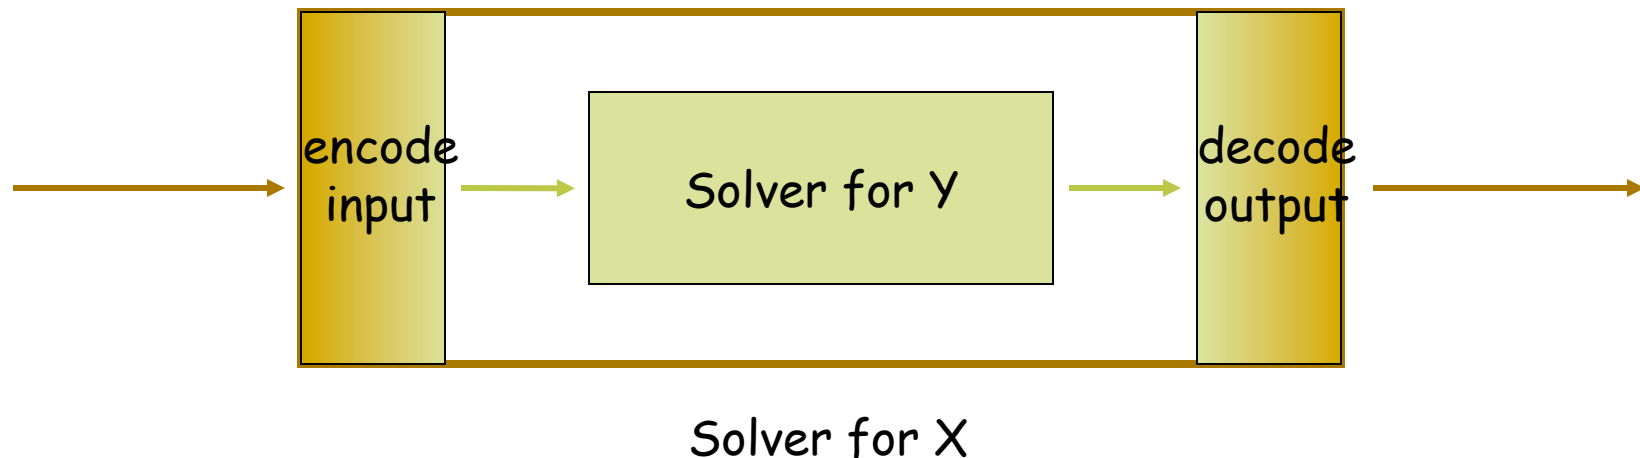 encode
input
Solver for Y
decode
output
Solver for X